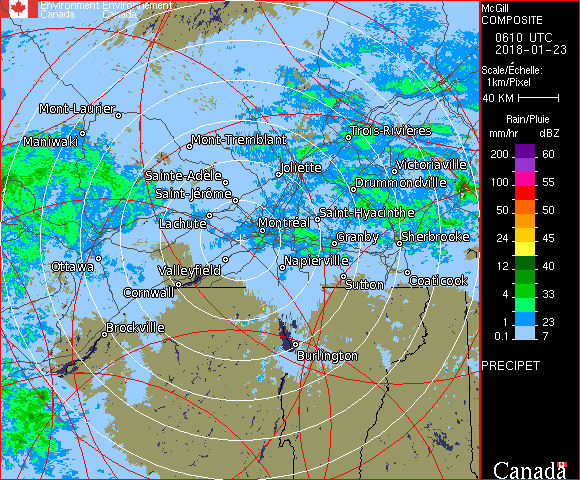 Environment Environnement
Canada Canada
McGill
COMPOSITE
0610 UTC
2018-01-23
Scale/Échelle:
1km/Pixel
40 KM
Rain/Pluie
mm/hr dBZ
200 60
100 55
50 50
24 45
12 40
4 33
2 23
0.1 7
PRECIPET
Canada
Mont-Laurier
Maniwaki
Mont-Tremblant
Trois-Rivières
Sainte-Adèle
Joliette
Victoriaville
Saint-Jérôme
Drummondville
Lachute
Montréal
Saint-Hyacinthe
Granby
Sherbrooke
Ottawa
Valleyfield
Napierville
Cornwall
Sutton
Coaticook
Brockville
Burlington